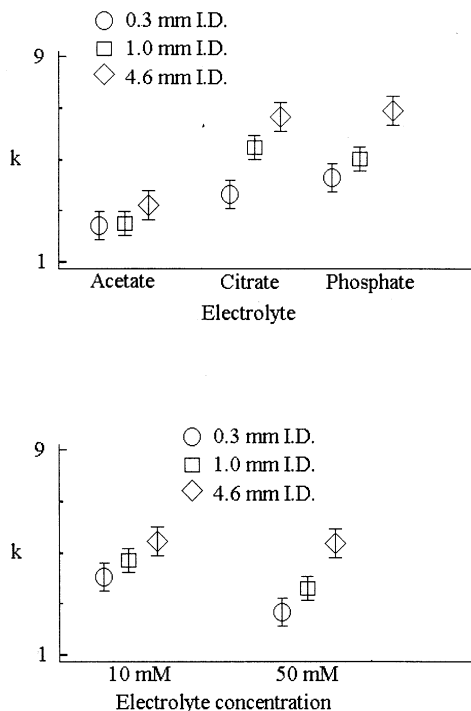 0.3 mm I.D.
1.0 mm I.D.
4.6 mm I.D.
9
k
1
Acetate Citrate Phosphate
Electrolyte
0.3 mm I.D.
1.0 mm I.D.
4.6 mm I.D.
9
k
1
10 mM 50 mM
Electrolyte concentration